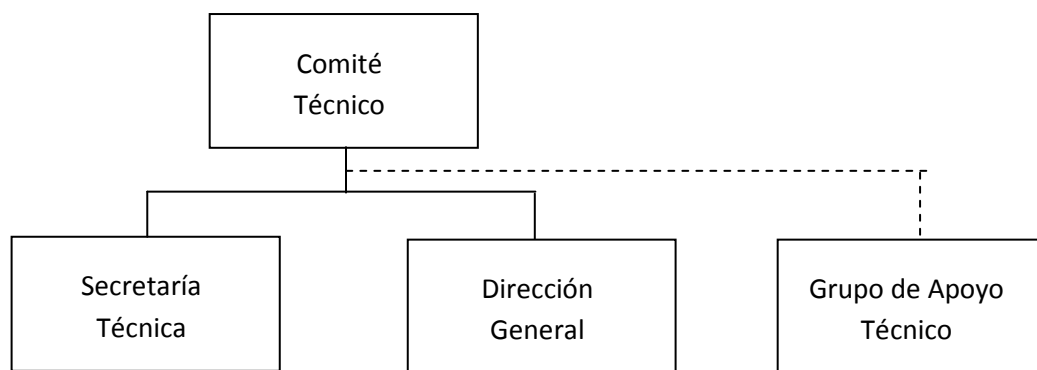 Comité
Técnico
Secretaría
Técnica
Dirección
General
Grupo de Apoyo
Técnico